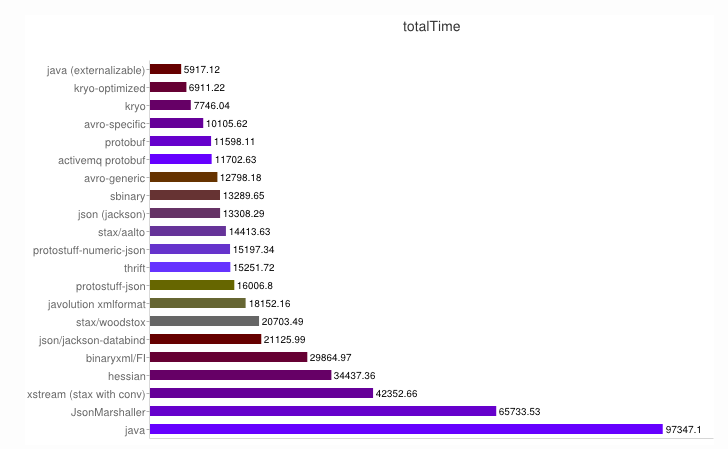 totalTime
java (externalizable) 5917.12
kryo-optimized 6911.22
kryo 7746.04
avro-specific 10105.62
protobuf 11598.11
activemq protobuf 11702.63
avro-generic 12798.18
sbinary 13289.65
json (jackson) 13308.29
stax/aalto 14413.63
protostuff-numeric-json 15197.34
thrift 15251.72
protostuff-json 16006.8
javolution xmlformat 18152.16
stax/woodstox 20703.49
json/jackson-databind 21125.99
binaryxml/FI 29864.97
hessian 34437.36
xstream (stax with conv) 42352.66
JsonMarshaller 65733.53
java 97347.1